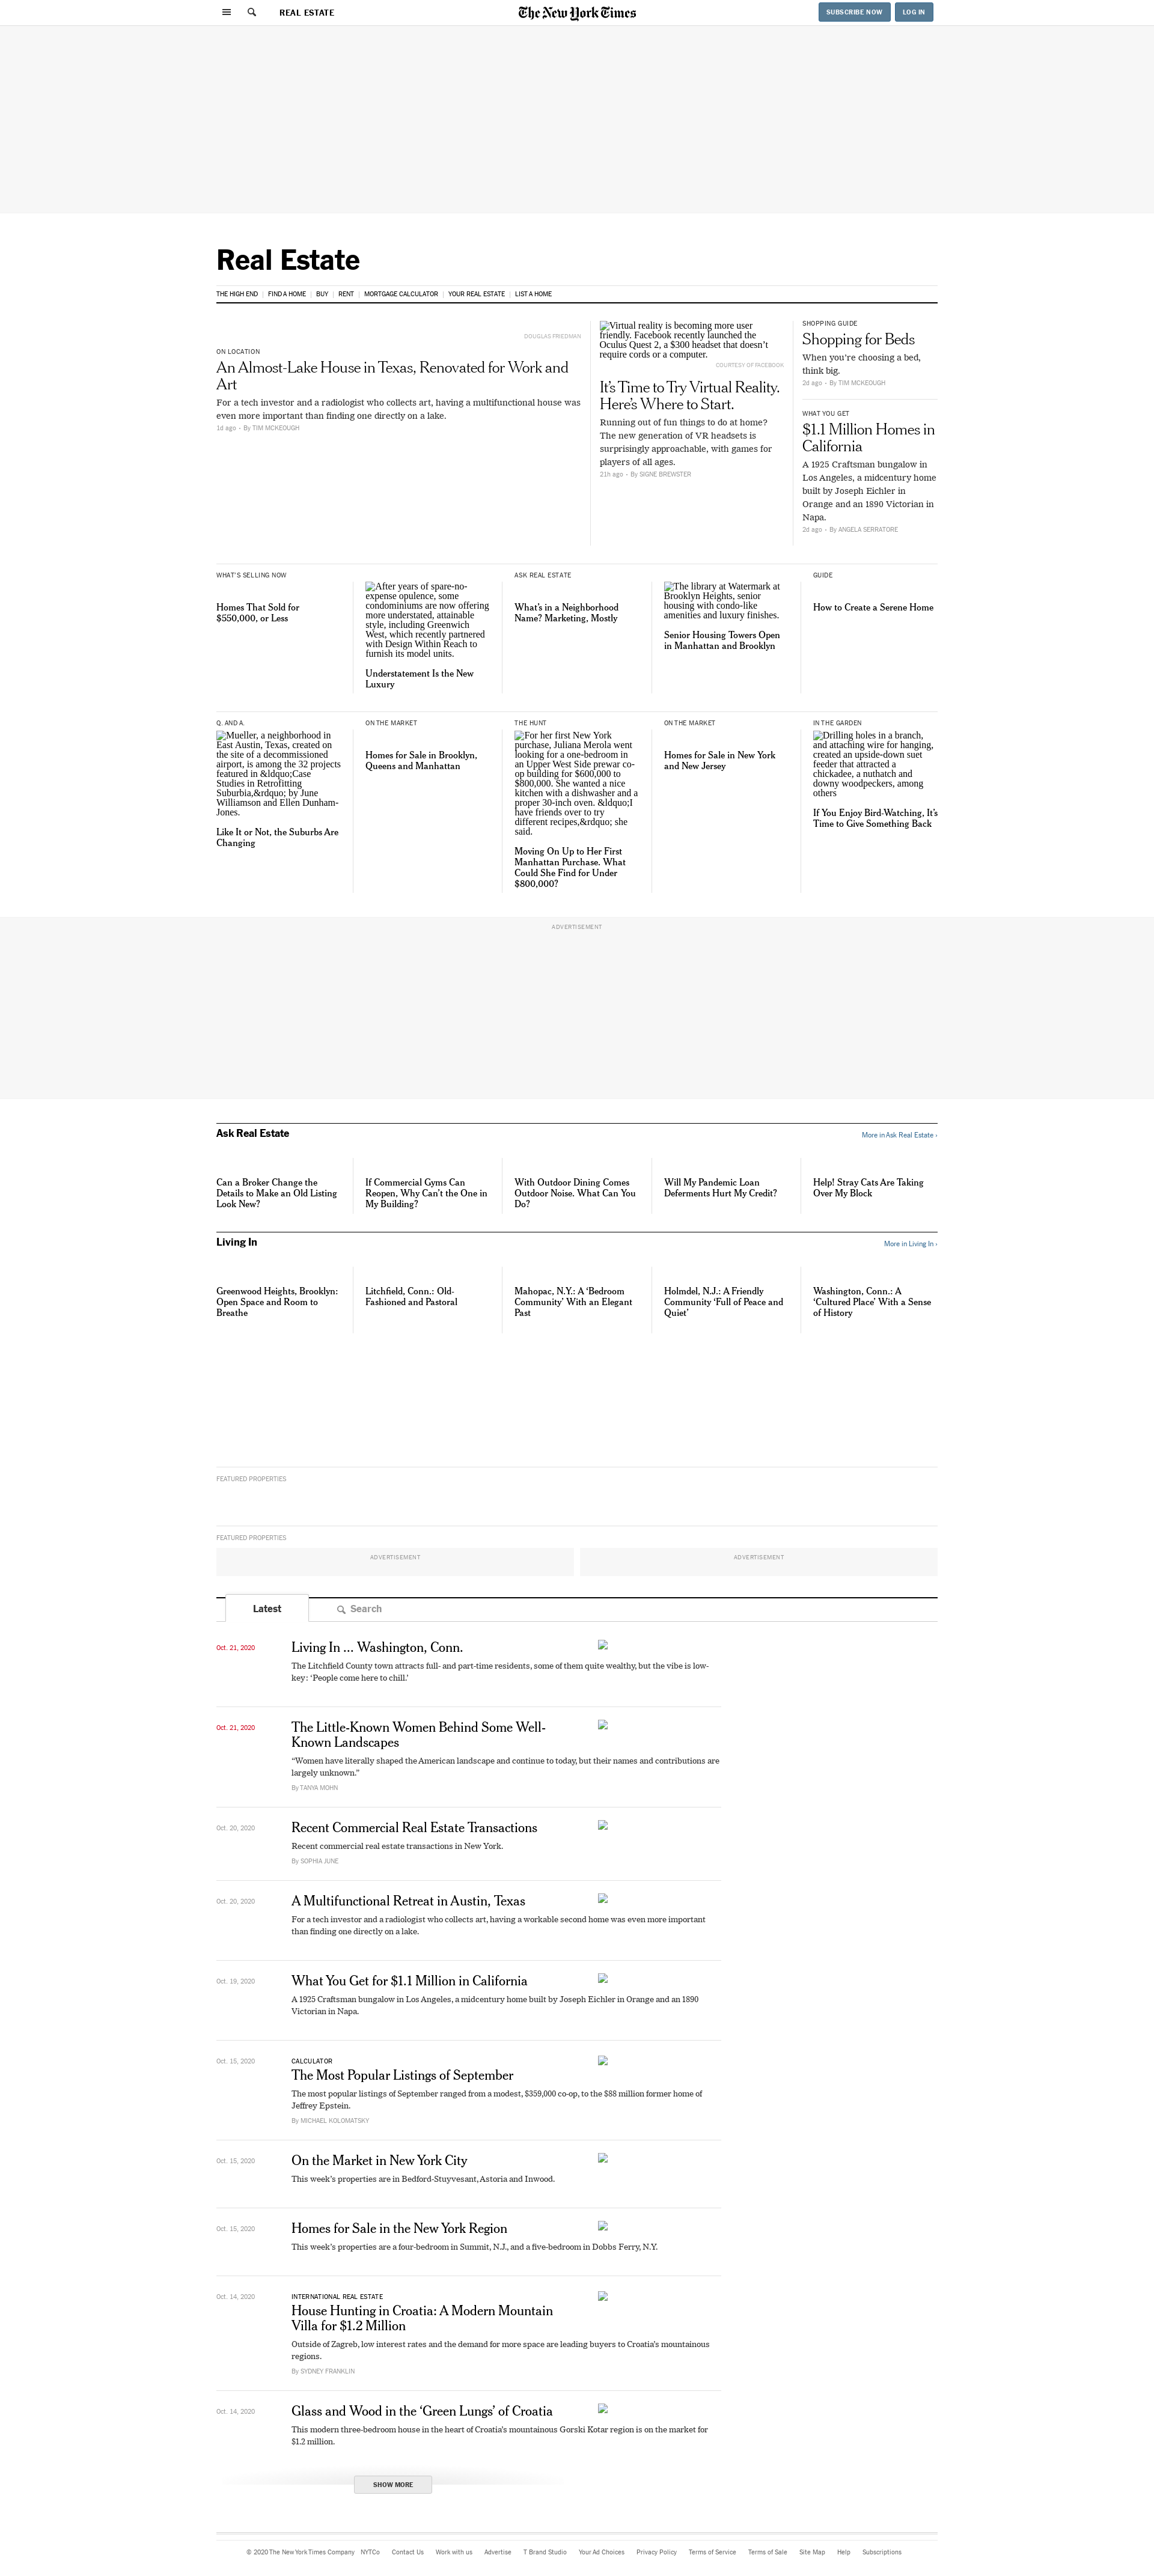 REAL ESTATE
The New York Times
SUBSCRIBE NOW
LOG IN
Real Estate
THE HIGH END
FIND A HOME
BUY
RENT
MORTGAGE CALCULATOR
YOUR REAL ESTATE
LIST A HOME
DOUGLAS FRIEDMAN
ON LOCATION
An Almost-Lake House in Texas, Renovated for Work and
Art
For a tech investor and a radiologist who collects art, having a multifunctional house was
even more important than finding one directly on a lake.
1d ago - By TIM MCKEOUGH
Virtual reality is becoming more user
friendly. Facebook recently launched the
Oculus Quest 2, a $300 headset that doesn’t
require cords or a computer.
COURTESY OF FACEBOOK
It’s Time to Try Virtual Reality.
Here’s Where to Start.
Running out of fun things to do at home?
The new generation of VR headsets is
surprisingly approachable, with games for
players of all ages.
21h ago - By SIGNE BREWSTER
SHOPPING GUIDE
Shopping for Beds
When you’re choosing a bed,
think big.
2d ago - By TIM MCKEOUGH
WHAT YOU GET
$1.1 Million Homes in
California
A 1925 Craftsman bungalow in
Los Angeles, a midcentury home
built by Joseph Eichler in
Orange and an 1890 Victorian in
Napa.
2d ago - By ANGELA SERRATORE
WHAT’S SELLING NOW
Homes That Sold for
$550,000, or Less
After years of spare-no-
expense opulence, some
condominiums are now offering
more understated, attainable
style, including Greenwich
West, which recently partnered
with Design Within Reach to
furnish its model units.
Understatement Is the New
Luxury
ASK REAL ESTATE
What’s in a Neighborhood
Name? Marketing, Mostly
The library at Watermark at
Brooklyn Heights, senior
housing with condo-like
amenities and luxury finishes.
Senior Housing Towers Open
in Manhattan and Brooklyn
GUIDE
How to Create a Serene Home
Q. AND A.
Mueller, a neighborhood in
East Austin, Texas, created on
the site of a decommissioned
airport, is among the 32 projects
featured in &ldquo;Case
Studies in Retrofitting
Suburbia,&rdquo; by June
Williamson and Ellen Dunham-
Jones.
Like It or Not, the Suburbs Are
Changing
ON THE MARKET
Homes for Sale in Brooklyn,
Queens and Manhattan
THE HUNT
For her first New York
purchase, Juliana Merola went
looking for a one-bedroom in
an Upper West Side prewar co-
op building for $600,000 to
$800,000. She wanted a nice
kitchen with a dishwasher and a
proper 30-inch oven. &ldquo;I
have friends over to try
different recipes,&rdquo; she
said.
Moving On Up to Her First
Manhattan Purchase. What
Could She Find for Under
$800,000?
ON THE MARKET
Homes for Sale in New York
and New Jersey
IN THE GARDEN
Drilling holes in a branch,
and attaching wire for hanging,
created an upside-down suet
feeder that attracted a
chickadee, a nuthatch and
downy woodpeckers, among
others
If You Enjoy Bird-Watching, It’s
Time to Give Something Back
ADVERTISEMENT
Ask Real Estate
More in Ask Real Estate ›
Can a Broker Change the
Details to Make an Old Listing
Look New?
If Commercial Gyms Can
Reopen, Why Can’t the One in
My Building?
With Outdoor Dining Comes
Outdoor Noise. What Can You
Do?
Will My Pandemic Loan
Deferments Hurt My Credit?
Help! Stray Cats Are Taking
Over My Block
Living In
More in Living In ›
Greenwood Heights, Brooklyn:
Open Space and Room to
Breathe
Litchfield, Conn.: Old-
Fashioned and Pastoral
Mahopac, N.Y.: A ‘Bedroom
Community’ With an Elegant
Past
Holmdel, N.J.: A Friendly
Community ‘Full of Peace and
Quiet’
Washington, Conn.: A
‘Cultured Place’ With a Sense
of History
FEATURED PROPERTIES
FEATURED PROPERTIES
ADVERTISEMENT
ADVERTISEMENT
Latest
Search
Oct. 21, 2020
Living In ... Washington, Conn.
The Litchfield County town attracts full- and part-time residents, some of them quite wealthy, but the vibe is low-
key: ‘People come here to chill.’
Oct. 21, 2020
The Little-Known Women Behind Some Well-
Known Landscapes
“Women have literally shaped the American landscape and continue to today, but their names and contributions are
largely unknown.”
By TANYA MOHN
Oct. 20, 2020
Recent Commercial Real Estate Transactions
Recent commercial real estate transactions in New York.
By SOPHIA JUNE
Oct. 20, 2020
A Multifunctional Retreat in Austin, Texas
For a tech investor and a radiologist who collects art, having a workable second home was even more important
than finding one directly on a lake.
Oct. 19, 2020
What You Get for $1.1 Million in California
A 1925 Craftsman bungalow in Los Angeles, a midcentury home built by Joseph Eichler in Orange and an 1890
Victorian in Napa.
Oct. 15, 2020
CALCULATOR
The Most Popular Listings of September
The most popular listings of September ranged from a modest, $359,000 co-op, to the $88 million former home of
Jeffrey Epstein.
By MICHAEL KOLOMATSKY
Oct. 15, 2020
On the Market in New York City
This week’s properties are in Bedford-Stuyvesant, Astoria and Inwood.
Oct. 15, 2020
Homes for Sale in the New York Region
This week’s properties are a four-bedroom in Summit, N.J., and a five-bedroom in Dobbs Ferry, N.Y.
Oct. 14, 2020
INTERNATIONAL REAL ESTATE
House Hunting in Croatia: A Modern Mountain
Villa for $1.2 Million
Outside of Zagreb, low interest rates and the demand for more space are leading buyers to Croatia’s mountainous
regions.
By SYDNEY FRANKLIN
Oct. 14, 2020
Glass and Wood in the ‘Green Lungs’ of Croatia
This modern three-bedroom house in the heart of Croatia’s mountainous Gorski Kotar region is on the market for
$1.2 million.
SHOW MORE
© 2020 The New York Times Company
NYTCo
Contact Us
Work with us
Advertise
T Brand Studio
Your Ad Choices
Privacy Policy
Terms of Service
Terms of Sale
Site Map
Help
Subscriptions